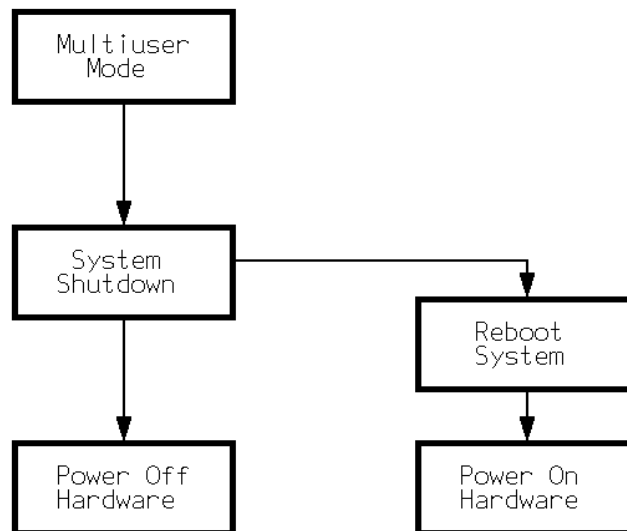 Multiuser
Mode
System
Shutdown
Reboot
System
Power Off
Hardware
Power On
Hardware